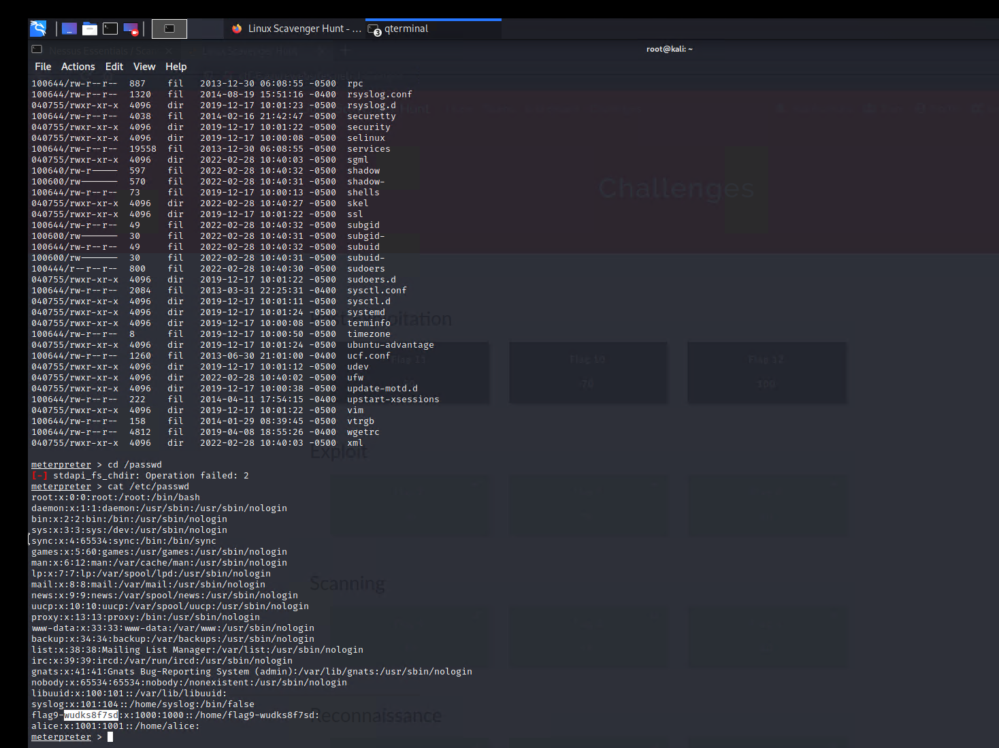 Linux Scavenger Hunt - ...
3 qterminal
Nessus Essentials / Sca
Linux Scavenger Hunt
root@kali: ~
File Actions Edit View Help
100644/rw-r--r-- 887 fil 2013-12-30 06:08:55 -0500 rpc
100644/rw-r--r-- 1320 fil 2014-08-19 15:51:16 -0400 rsyslog.conf
040755/rwxr-xr-x 4096 dir 2019-12-17 10:01:23 -0500 rsyslog.d
Hunt
100644/rw-r--r-- 4038 fil 2014-02-16 21:42:47 -0500 securetty
040755/rwxr-xr-x 4096 dir 2019-12-17 10:01:22 -0500 security
040755/rwxr-xr-x 4096 dir 2019-12-17 10:00:08 -0500 selinux
100644/rw-r--r-- 19558 fil 2013-12-30 06:08:55 -0500 services
040755/rwxr-xr-x 4096 dir 2022-02-28 10:40:03 -0500 sgml
100640/rw-r----- 597 fil 2022-02-28 10:40:32 -0500 shadow
100600/rw------- 570 fil 2022-02-28 10:40:31 -0500 shadow-
Challenges
100644/rw-r--r-- 73 fil 2019-12-17 10:00:13 -0500 shells
040755/rwxr-xr-x 4096 dir 2022-02-28 10:40:27 -0500 skel
040755/rwxr-xr-x 4096 dir 2019-12-17 10:01:22 -0500 ssl
100644/rw-r--r-- 49 fil 2022-02-28 10:40:32 -0500 subgid
100600/rw------- 30 fil 2022-02-28 10:40:31 -0500 subgid-
100644/rw-r--r-- 49 fil 2022-02-28 10:40:32 -0500 subuid
100600/rw------- 30 fil 2022-02-28 10:40:31 -0500 subuid-
100444/r--r--r-- 800 fil 2022-02-28 10:40:30 -0500 sudoers
040755/rwxr-xr-x 4096 dir 2019-12-17 10:01:22 -0500 sudoers.d
100644/rw-r--r-- 2084 fil 2013-03-31 22:25:31 -0400 sysctl.conf
040755/rwxr-xr-x 4096 dir 2019-12-17 10:01:11 -0500 sysctl.d
040755/rwxr-xr-x 4096 dir 2019-12-17 10:01:24 -0500 systemd
040755/rwxr-xr-x 4096 dir 2019-12-17 10:00:08 -0500 terminfo
100644/rw-r--r-- 8 fil 2019-12-17 10:00:50 -0500 timezone
040755/rwxr-xr-x 4096 dir 2019-12-17 10:01:24 -0500 ubuntu-advantage
100644/rw-r--r-- 1260 fil 2013-06-30 21:01:00 -0400 ucf.conf
Flag 11 Flag 10 Flag 12
040755/rwxr-xr-x 4096 dir 2019-12-17 10:01:12 -0500 udev
040755/rwxr-xr-x 4096 dir 2022-02-28 10:40:02 -0500 ufw
70 100
040755/rwxr-xr-x 4096 dir 2019-12-17 10:00:38 -0500 update-motd.d
100644/rw-r--r-- 222 fil 2014-04-11 17:54:15 -0400 upstart-xsessions
040755/rwxr-xr-x 4096 dir 2019-12-17 10:01:22 -0500 vim
100644/rw-r--r-- 158 fil 2014-01-29 08:39:45 -0500 vtrgb
100644/rw-r--r-- 4812 fil 2019-04-08 18:55:26 -0400 wgetrc
040755/rwxr-xr-x 4096 dir 2022-02-28 10:40:03 -0500 xml
Exploit
meterpreter > cd /passwd
[-] stdapi_fs_chdir: Operation failed: 2
meterpreter > cat /etc/passwd
root:x:0:0:root:/root:/bin/bash
daemon:x:1:1:daemon:/usr/sbin:/usr/sbin/nologin
bin:x:2:2:bin:/bin:/usr/sbin/nologin
sys:x:3:3:sys:/dev:/usr/sbin/nologin
sync:x:4:65534:sync:/bin:/bin/sync
games:x:5:60:games:/usr/games:/usr/sbin/nologin
man:x:6:12:man:/var/cache/man:/usr/sbin/nologin
lp:x:7:7:lp:/var/spool/lpd:/usr/sbin/nologin
mail:x:8:8:mail:/var/mail:/usr/sbin/nologin
Scanning
news:x:9:9:news:/var/spool/news:/usr/sbin/nologin
uucp:x:10:10:uucp:/var/spool/uucp:/usr/sbin/nologin
proxy:x:13:13:proxy:/bin:/usr/sbin/nologin
www-data:x:33:33:www-data:/var/www:/usr/sbin/nologin
backup:x:34:34:backup:/var/backups:/usr/sbin/nologin
list:x:38:38:Mailing List Manager:/var/list:/usr/sbin/nologin
irc:x:39:39:ircd:/var/run/ircd:/usr/sbin/nologin
gnats:x:41:41:Gnats Bug-Reporting System (admin):/var/lib/gnats:/usr/sbin/nologin
nobody:x:65534:65534:nobody:/nonexistent:/usr/sbin/nologin
libuuid:x:100:101::/var/lib/libuuid:
syslog:x:101:104::/home/syslog:/bin/false
flag9-wudks8f7sd:x:1000:1000::/home/flag9-wudks8f7sd:
Reconnaissance
alice:x:1001:1001::/home/alice:
meterpreter >